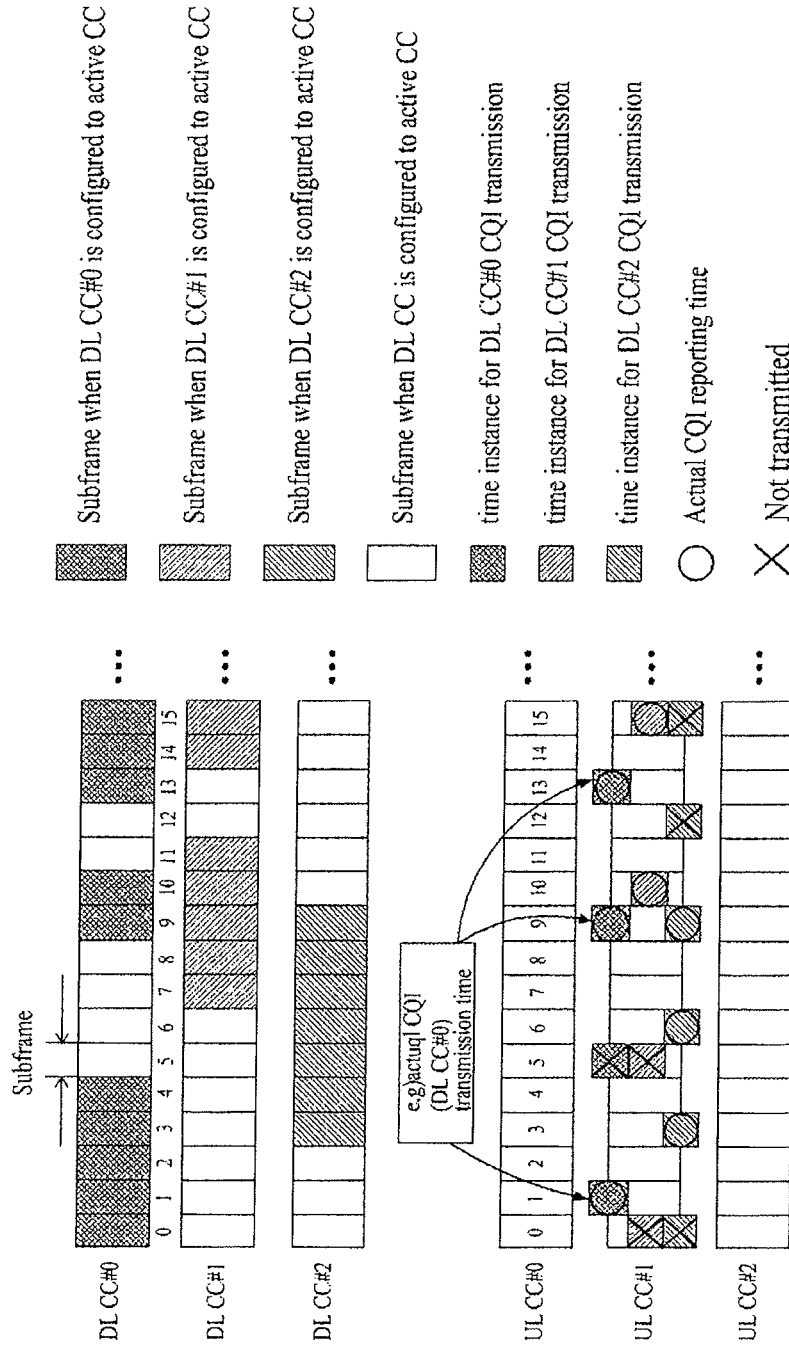 Subframe
DL CC#0
0 1 2 3 4 5 6 7 8 9 10 11 12 13 14 15
DL CC#1
DL CC#2
e.g)actuql CQI
(DL CC#0)
transmission time
UL CC#0
0 1 2 3 4 5 6 7 8 9 10 11 12 13 14 15
UL CC#1
UL CC#2
Subframe when DL CC#0 is configured to active CC
Subframe when DL CC#1 is configured to active CC
Subframe when DL CC#2 is configured to active CC
Subframe when DL CC is configured to active CC
time instance for DL CC#0 CQI transmission
time instance for DL CC#1 CQI transmission
time instance for DL CC#2 CQI transmission
Actual CQI reporting time
Not transmitted